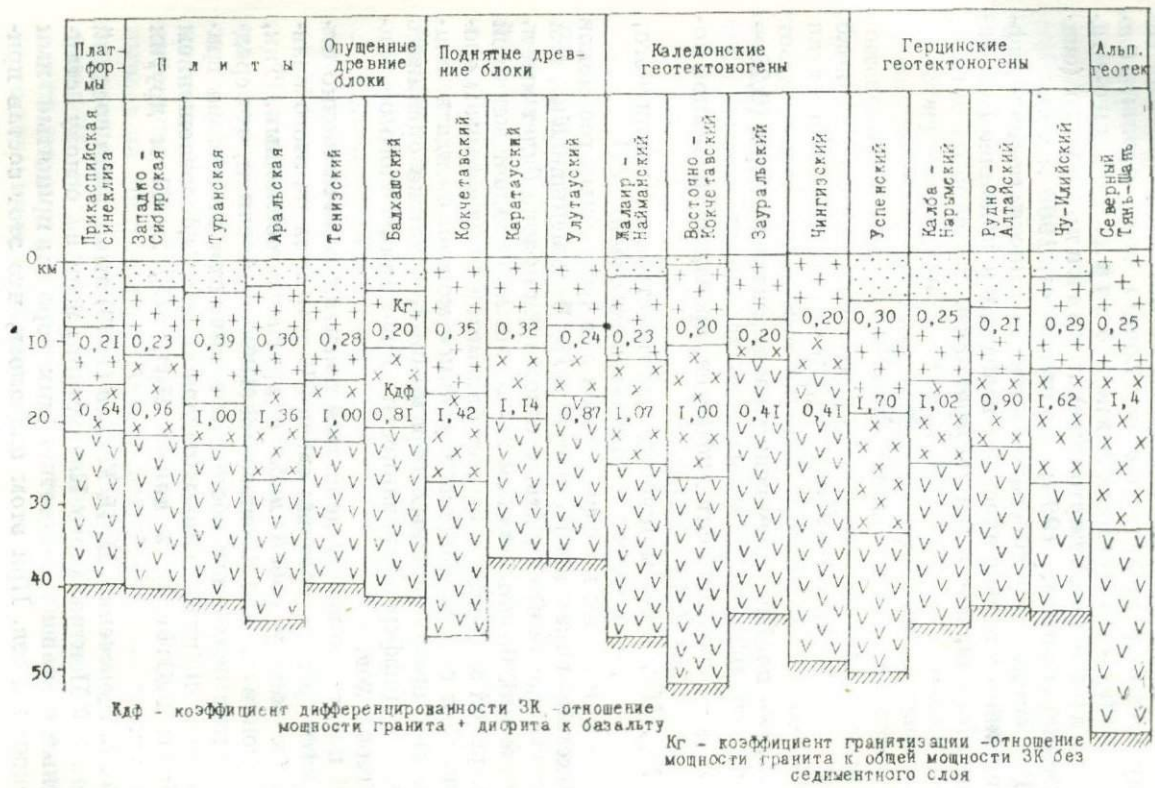 Плат-
фор-
мы
П л и т ы
Опущенные
древние
блоки
Поднятые древ-
ние блоки
Каледонские
геотектоногены
Герцинские
геотектоногены
Альп.
геотек
Прикаспийская
синеклиза
Западно-
Сибирская
Туранская
Аральская
Тенизский
Балхашский
Кокчетавский
Каратауский
Улутауский
Жалаир-
Найманский
Восточно-
Кокчетавский
Зауральский
Чингизский
Успенский
Калба-
Нарымский
Рудно-
Алтайский
Чу-Илийский
Северный
Тянь-Шань
0
км
Кг
10
0,21 0,23 0,39 0,30 0,28 0,20 0,35 0,32 0,24 0,23 0,20 0,20 0,20 0,30 0,25 0,21 0,29 0,25
Кдф
20
0,64 0,96 1,00 1,36 1,00 0,81 1,42 1,14 0,87 1,07 1,00 0,41 0,41 1,70 1,02 0,90 1,62 1,4
30
40
50
Кдф - коэффициент дифференцированности ЗК -отношение
мощности гранита + диорита к базальту
Кг - коэффициент гранитизации -отношение
мощности гранита к общей мощности ЗК без
седиментного слоя